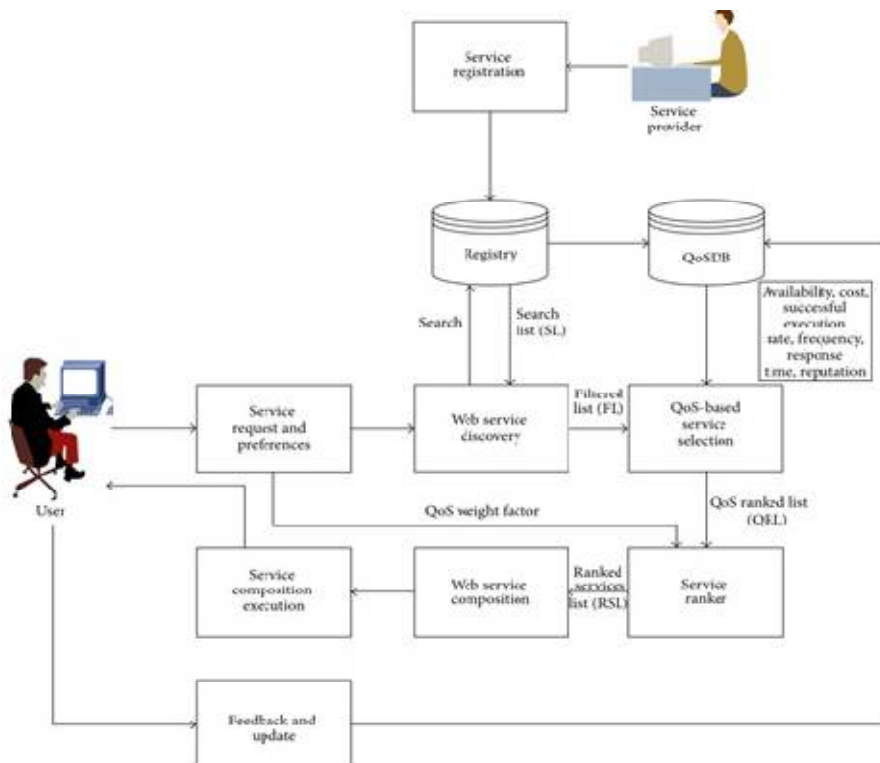 Service
registration
Service
provider
Registry
QoSDB
Availability, cost,
successful
execution
rate, frequency,
response
time, reputation
Search
Search
list (SL)
Service
request and
preferences
Web service
discovery
Filtered
list (FL)
QoS-based
service
selection
User
QoS weight factor
QoS ranked list
Service
composition
execution
Web service
composition
Ranked
services
list (RSL)
Service
ranker
Feedback and
update